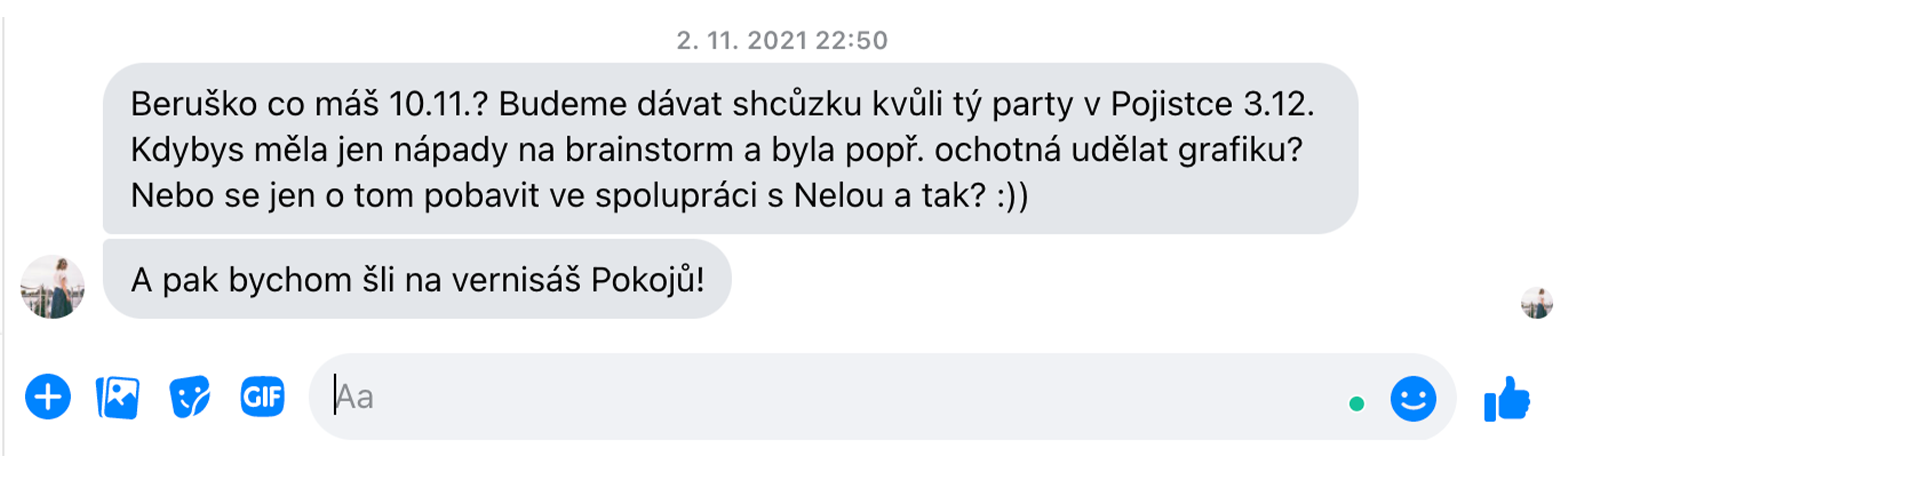 2. 11. 2021 22:50
Beruško co máš 10.11.? Budeme dávat shcůzku kvůli tý party v Pojistce 3.12.
Kdybys měla jen nápady na brainstorm a byla popř. ochotná udělat grafiku?
Nebo se jen o tom pobavit ve spolupráci s Nelou a tak? :))
A pak bychom šli na vernisáš Pokojů!
GIF
Aa